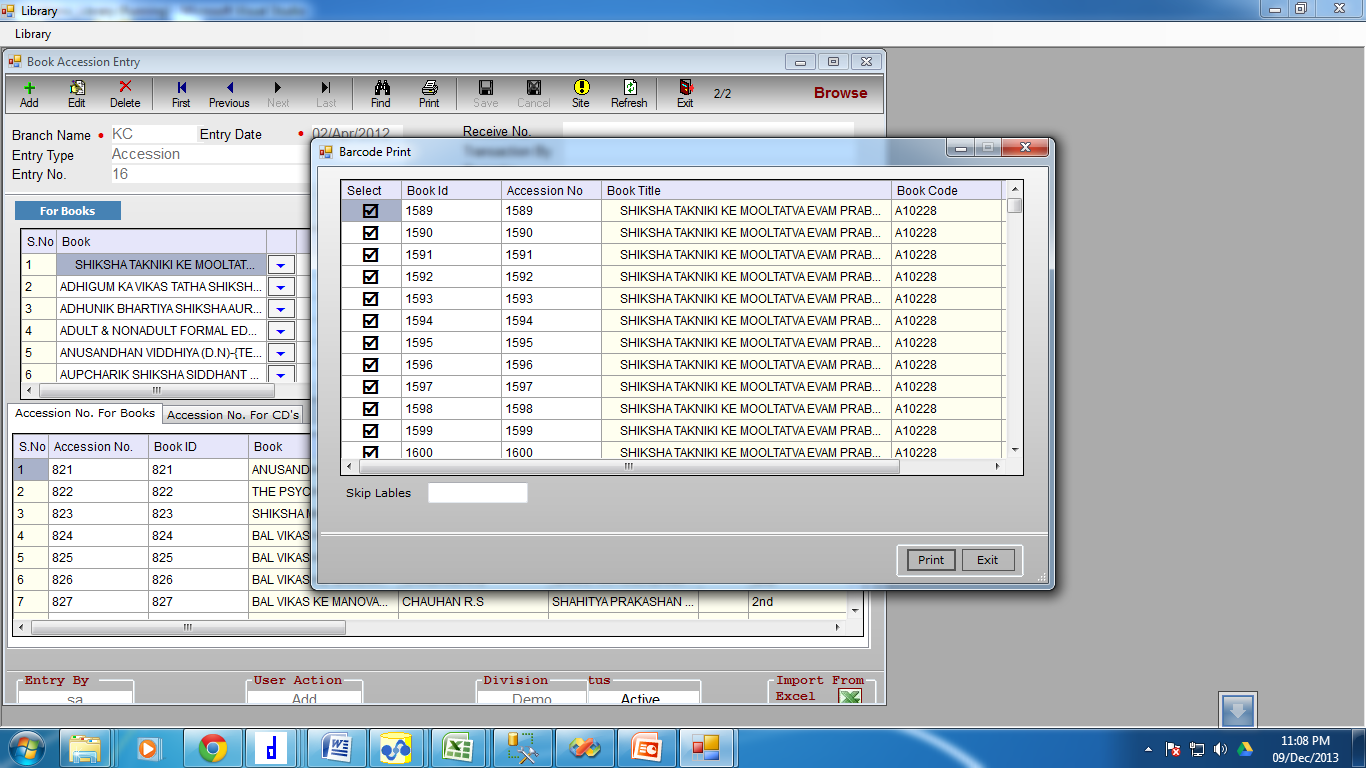 Library
Library
Book Accession Entry
Add Edit Delete First Previous Next Last Find Print Save Cancel Site Refresh Exit 2/2 Browse
Branch Name • KC Entry Date • 02/Apr/2012 Receive No.
Entry Type Accession
Entry No. 16
For Books
S.No Book
1 SHIKSHA TAKNIKI KE MOOLTAT...
2 ADHIGUM KA VIKAS TATHA SHIKSH...
3 ADHUNIK BHARTIYA SHIKSHA AUR...
4 ADULT & NONADULT FORMAL ED...
5 ANUSANDHAN VIDDHIYA (D.N)-{TE...
6 AUPCHARIK SHIKSHA SIDDHANT ...
Accession No. For Books Accession No. For CD's
S.No Accession No. Book ID Book
1 821 821 ANUSAND
2 822 822 THE PSYC
3 823 823 SHIKSHA M
4 824 824 BAL VIKAS
5 825 825 BAL VIKAS
6 826 826 BAL VIKAS
7 827 827 BAL VIKAS KE MANOVA... CHAUHAN R.S SHAHITYA PRAKASHAN ... 2nd
Entry By User Action Division tus Import From
Excel
sa Add Demo Active
Barcode Print
Select Book Id Accession No Book Title Book Code
1589 1589 SHIKSHA TAKNIKI KE MOOLTATVA EVAM PRAB... A10228
1590 1590 SHIKSHA TAKNIKI KE MOOLTATVA EVAM PRAB... A10228
1591 1591 SHIKSHA TAKNIKI KE MOOLTATVA EVAM PRAB... A10228
1592 1592 SHIKSHA TAKNIKI KE MOOLTATVA EVAM PRAB... A10228
1593 1593 SHIKSHA TAKNIKI KE MOOLTATVA EVAM PRAB... A10228
1594 1594 SHIKSHA TAKNIKI KE MOOLTATVA EVAM PRAB... A10228
1595 1595 SHIKSHA TAKNIKI KE MOOLTATVA EVAM PRAB... A10228
1596 1596 SHIKSHA TAKNIKI KE MOOLTATVA EVAM PRAB... A10228
1597 1597 SHIKSHA TAKNIKI KE MOOLTATVA EVAM PRAB... A10228
1598 1598 SHIKSHA TAKNIKI KE MOOLTATVA EVAM PRAB... A10228
1599 1599 SHIKSHA TAKNIKI KE MOOLTATVA EVAM PRAB... A10228
1600 1600 SHIKSHA TAKNIKI KE MOOLTATVA EVAM PRAB... A10228
Skip Lables
Print Exit
11:08 PM
09/Dec/2013